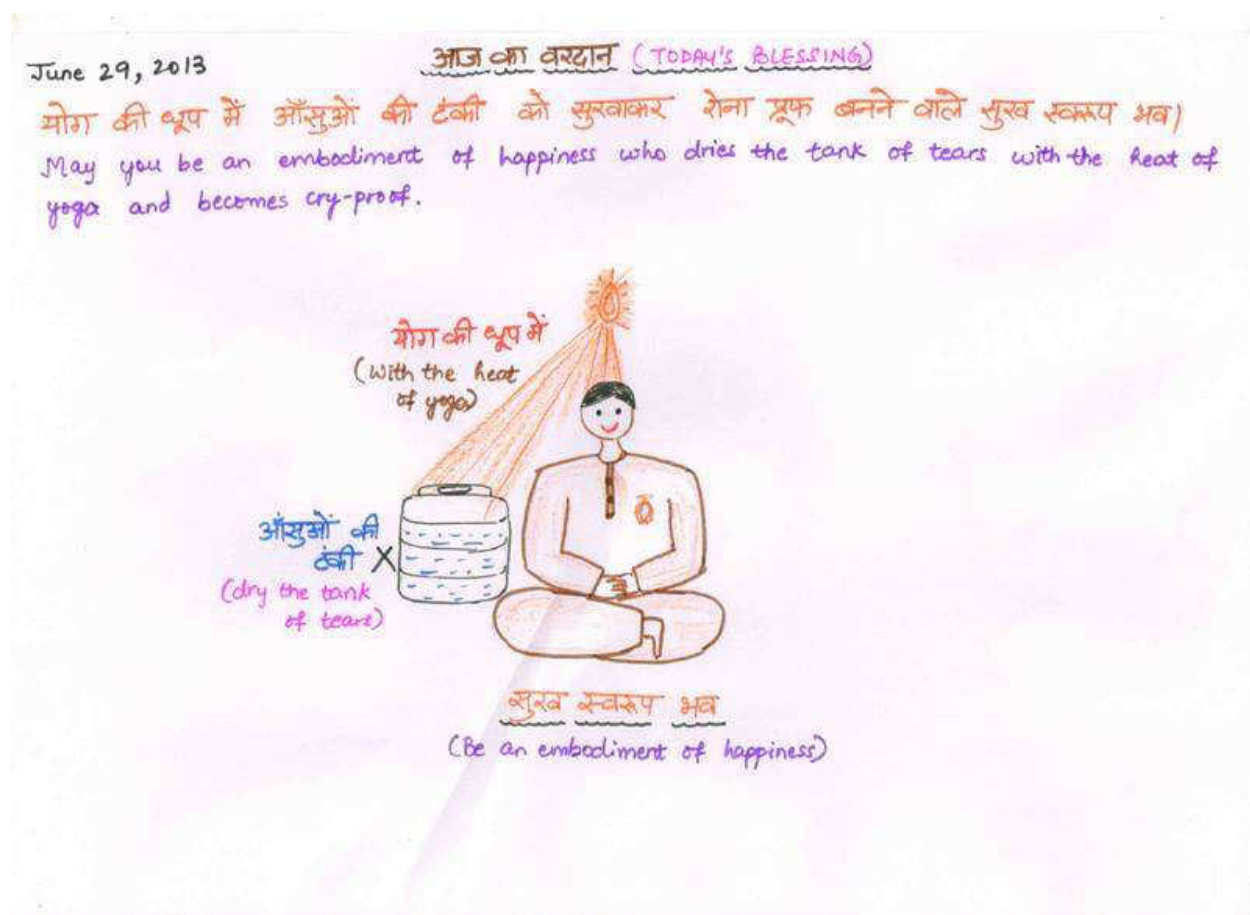 June 29, 2013
आज का वरदान (TODAY'S BLESSING)
योग की धूप में आँसुओं की टंकी को सुखाकर रोना प्रूफ बनने वाले सुख स्वरूप भव।
May you be an embodiment of happiness who dries the tank of tears with the heat of
yoga and becomes cry-proof.
योग की धूप में
(with the heat
of yoga)
आँसुओं की
टंकी X
(dry the tank
of tears)
सुख स्वरूप भव
(Be an embodiment of happiness)